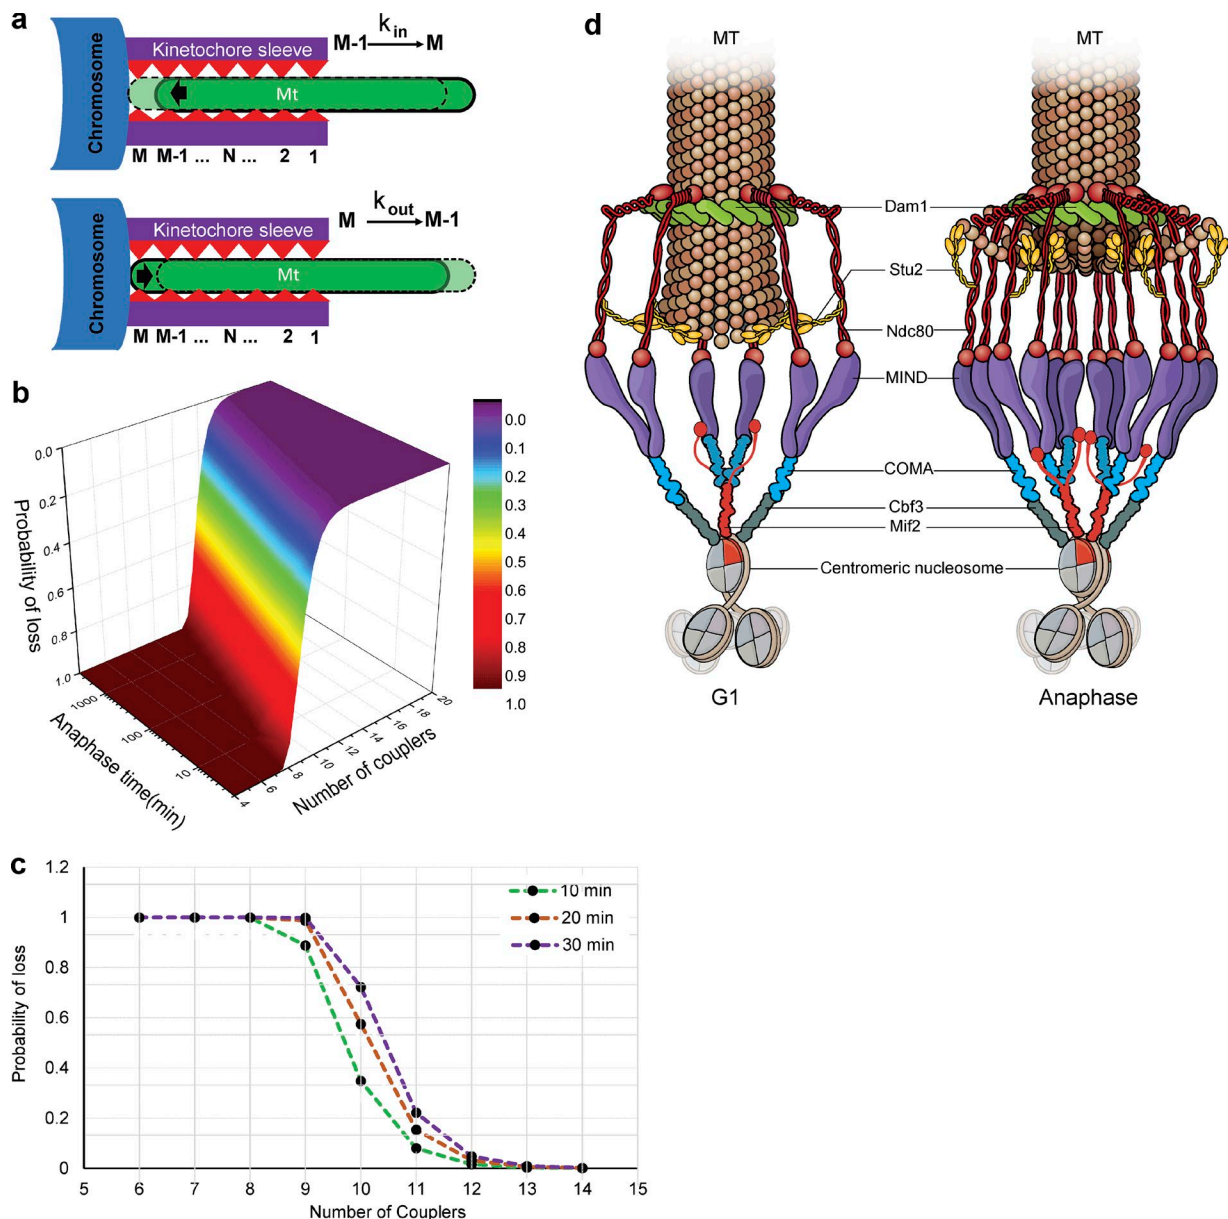 a
Chromosome
Kinetochore sleeve
M-1 k in M
Mt
M M-1 ... N ... 2 1
Chromosome
Kinetochore sleeve
M k out M-1
Mt
M M-1 ... N ... 2 1
b
0.0
0.2
0.4
0.6
0.8
1.0
Probability of loss
1000
100
10
Anaphase time(min)
4
6
8
10
12
14
16
18
20
Number of couplers
0.0
0.1
0.2
0.3
0.4
0.5
0.6
0.7
0.8
0.9
1.0
c
1.2
1
0.8
0.6
0.4
0.2
0
Probability of loss
10 min
20 min
30 min
5 6 7 8 9 10 11 12 13 14 15
Number of Couplers
d
MT MT
Dam1
Stu2
Ndc80
MIND
COMA
Cbf3
Mif2
Centromeric nucleosome
G1 Anaphase